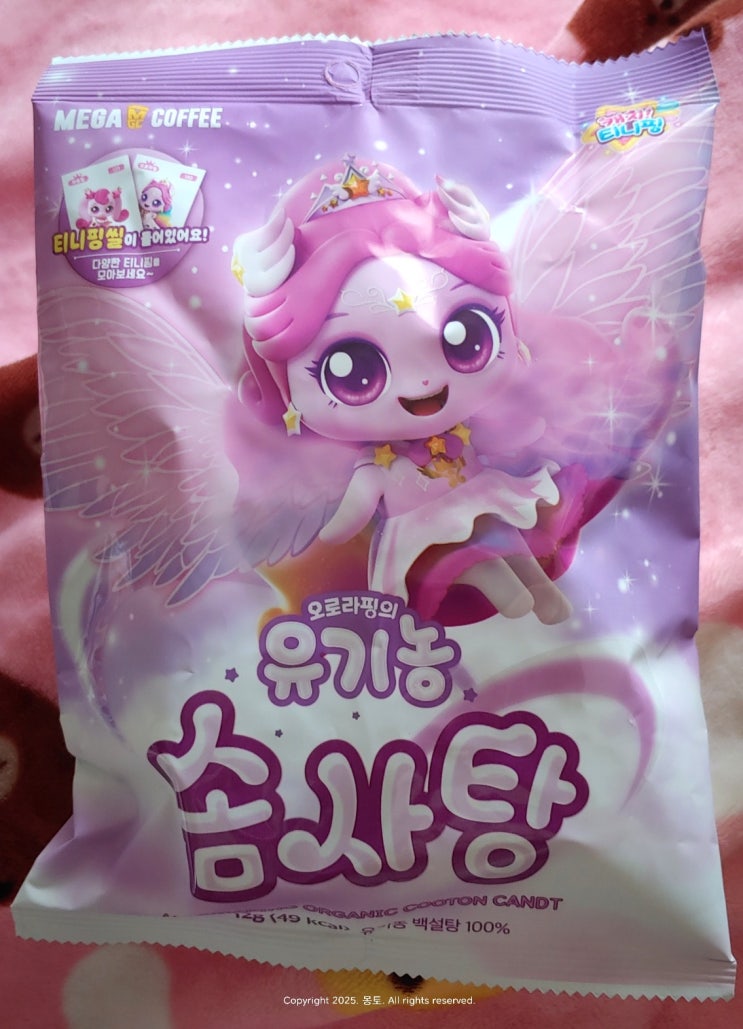 MEGA MGC COFFEE
캐치! 티니핑
티니핑씰이 들어있어요!
다양한 티니핑을
모아보세요~
오로라핑의
유기농
솜사탕
ORGANIC COOTON CANDT
12g (49 kcal) 유기농 백설탕 100%
Copyright 2025. 몽토. All rights reserved.